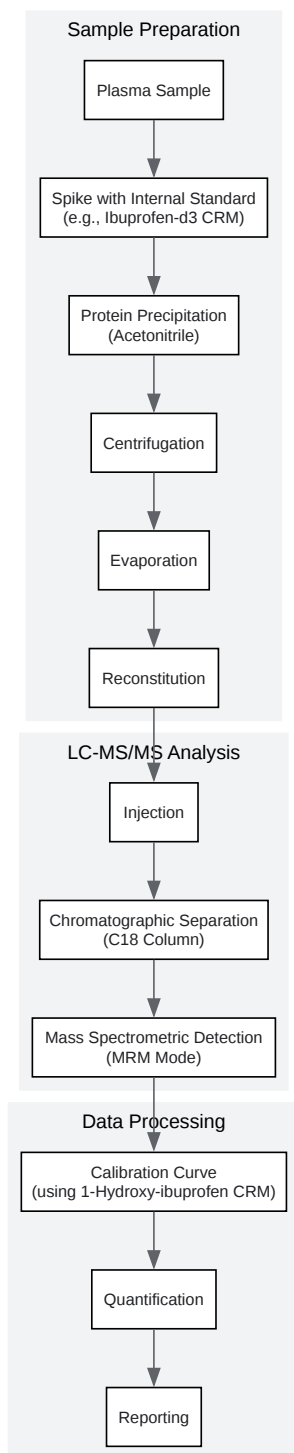 Sample Preparation
Plasma Sample
Spike with Internal Standard
(e.g., Ibuprofen-d3 CRM)
Protein Precipitation
(Acetonitrile)
Centrifugation
Evaporation
Reconstitution
LC-MS/MS Analysis
Injection
Chromatographic Separation
(C18 Column)
Mass Spectrometric Detection
(MRM Mode)
Data Processing
Calibration Curve
(using 1-Hydroxy-ibuprofen CRM)
Quantification
Reporting